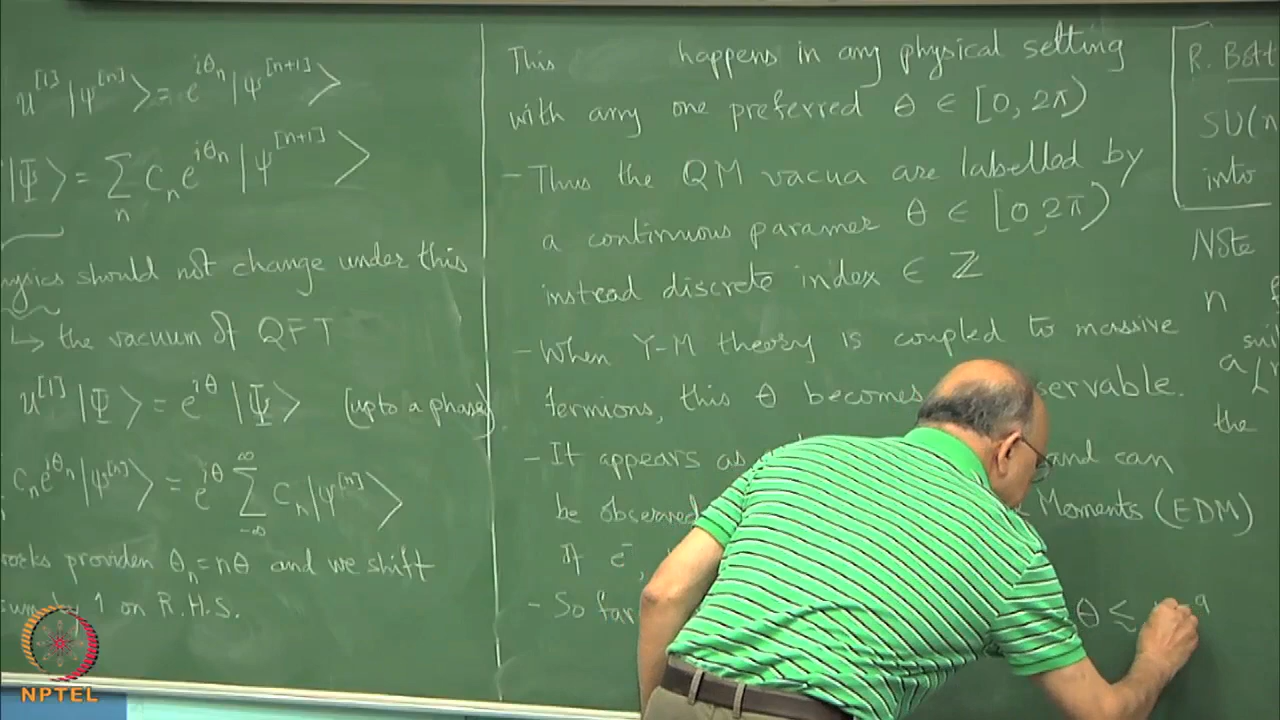 u^[1] |ψ^[n]⟩ = e^{iθ_n} |ψ^[n+1]⟩
|Ψ⟩ = Σ_n C_n e^{iθ_n} |ψ^[n+1]⟩
should not change under this
↳ the vacuum of QFT
u^[1] |Ψ⟩ = e^{iθ} |Ψ⟩ (upto a phase)
C_n e^{iθ_n} |ψ^[n]⟩ = e^{iθ} Σ_{-∞}^{∞} C_n |ψ^[n]⟩
providen θ_n = nθ and we shift
by 1 on R.H.S.
This happens in any physical setting
with any one preferred θ ∈ [0, 2π)
- Thus the QM vacua are labelled by
a continuous paramer θ ∈ [0, 2π)
instead discrete index ∈ ℤ
- When Y-M theory is coupled to massive
fermions, this θ becomes servable.
- It appears as and can
be observed Moments (EDM)
if e⁻,
- So far θ ≲
R. Bott
SU(n
into
Note
n
a
the
NPTEL